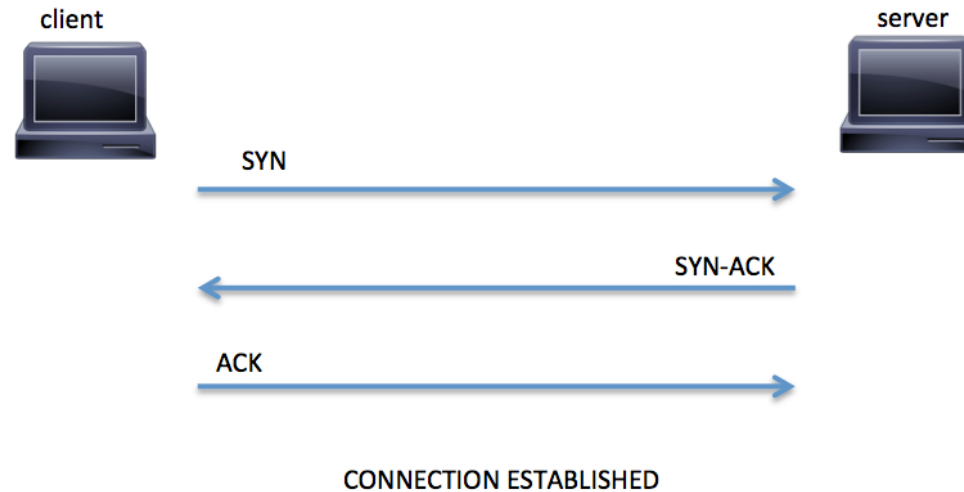 client
server
SYN
SYN-ACK
ACK
CONNECTION ESTABLISHED